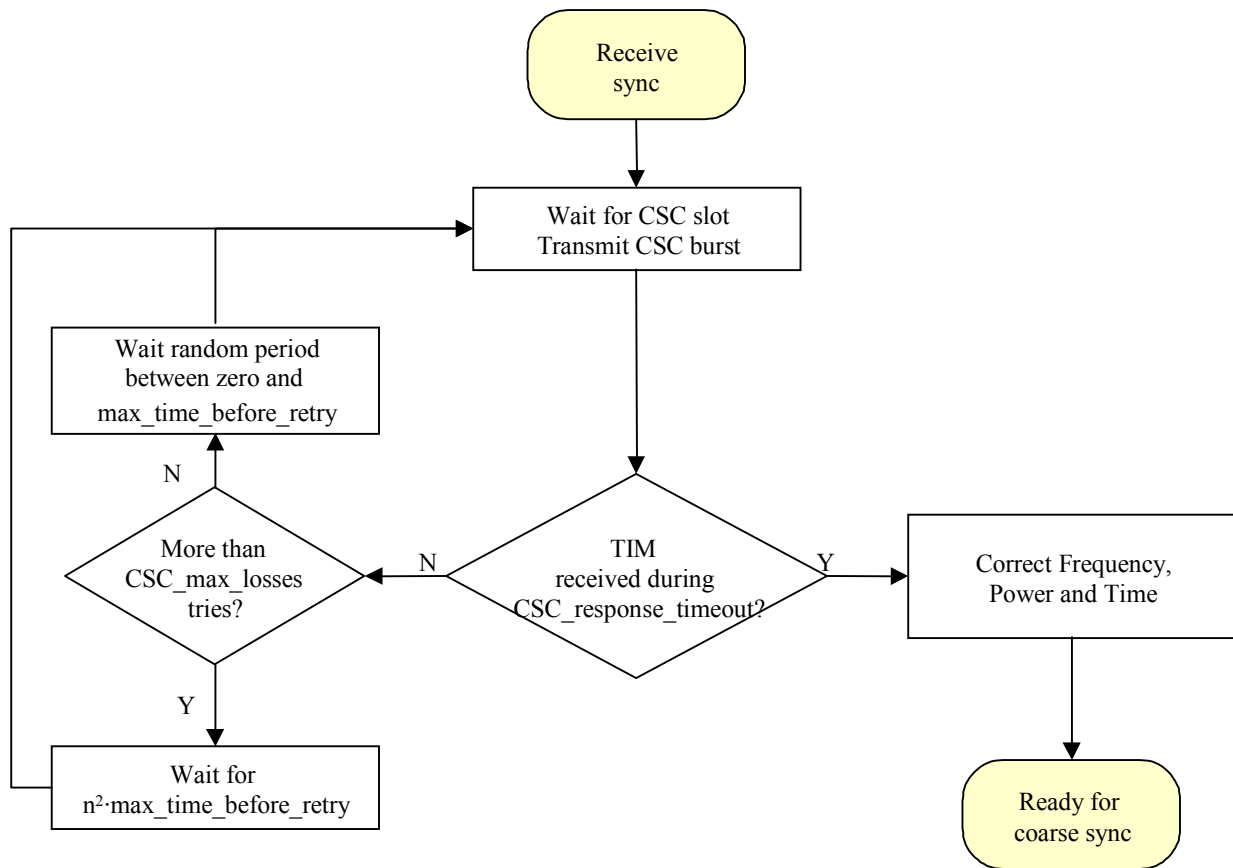 Receive
sync
Wait for CSC slot
Transmit CSC burst
Wait random period
between zero and
max_time_before_retry
N
More than
CSC_max_losses
tries?
N
TIM
received during
CSC_response_timeout?
Y
Correct Frequency,
Power and Time
Y
Wait for
n²·max_time_before_retry
Ready for
coarse sync